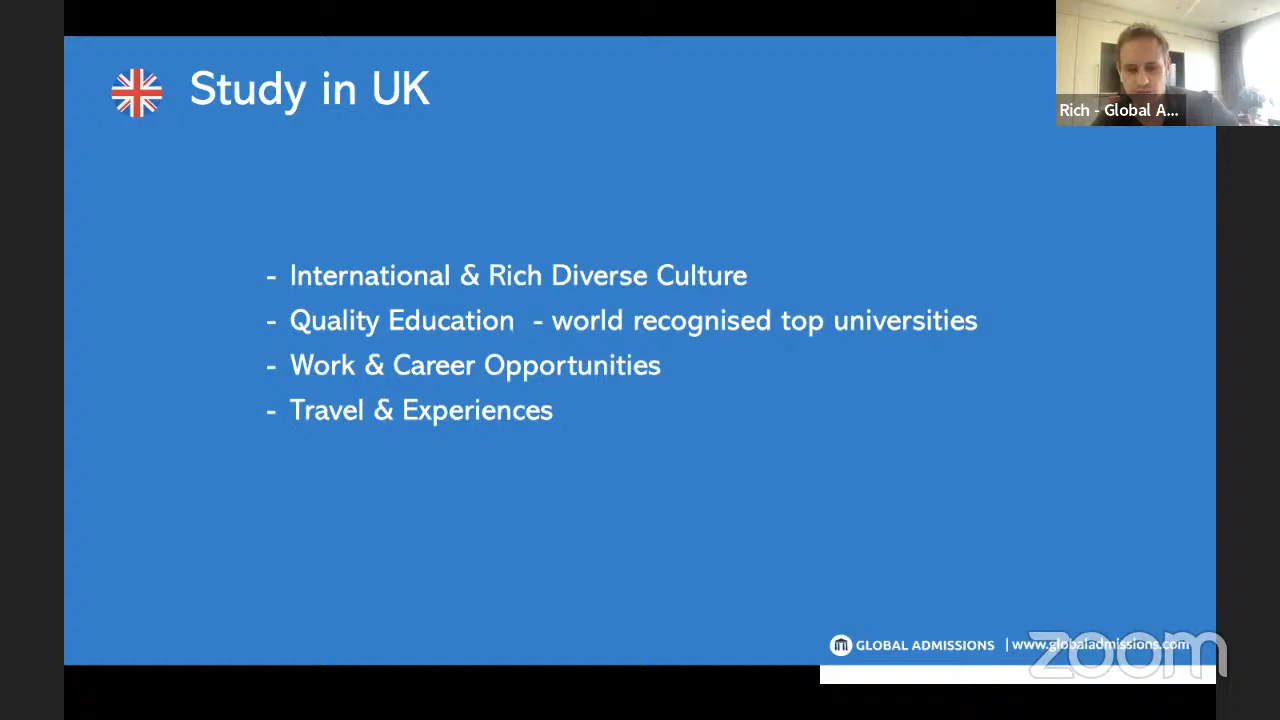 Study in UK
Rich - Global A...
- International & Rich Diverse Culture
- Quality Education - world recognised top universities
- Work & Career Opportunities
- Travel & Experiences
GLOBAL ADMISSIONS | www.globaladmissions.com
zoom